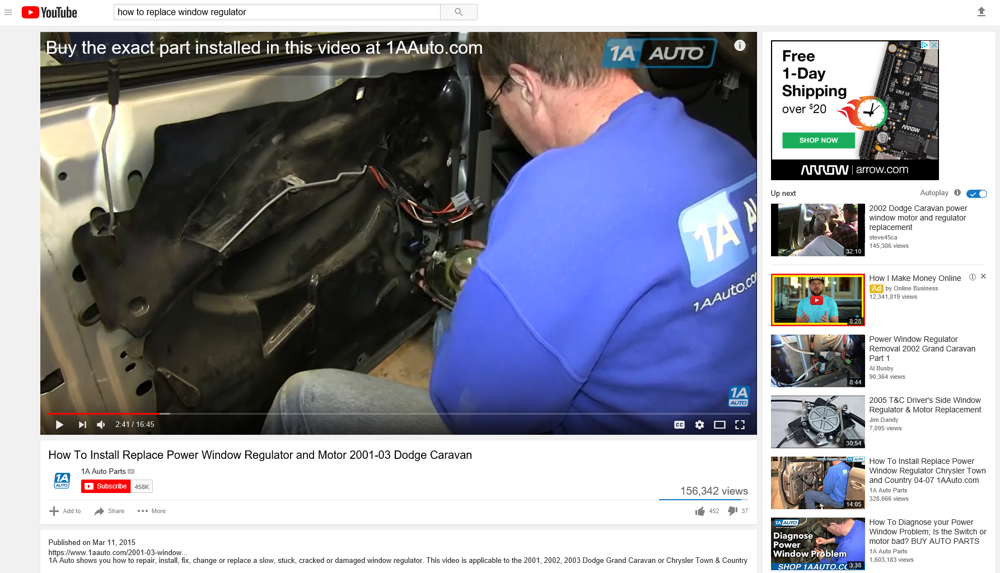 YouTube
how to replace window regulator
Buy the exact part installed in this video at 1AAuto.com
1A AUTO
1A A
1AAuto.co
1A
AUTO
2:41 / 16:45
CC
How To Install Replace Power Window Regulator and Motor 2001-03 Dodge Caravan
1A
AUTO
1A Auto Parts
Subscribe 458K
156,342 views
Add to Share More
452 37
Published on Mar 11, 2015
https://www.1aauto.com/2001-03-window...
1A Auto shows you how to repair, install, fix, change or replace a slow, stuck, cracked or damaged window regulator. This video is applicable to the 2001, 2002, 2003 Dodge Grand Caravan or Chrysler Town & Country
Free
1-Day
Shipping
over $20
SHOP NOW
ARROW
ARROW | arrow.com
Up next
Autoplay
2002 Dodge Caravan power
window motor and regulator
replacement
steve45ca
145,386 views
32:10
How I Make Money Online
Ad by Online Business
12,341,819 views
8:28
Power Window Regulator
Removal 2002 Grand Caravan
Part 1
Al Busby
90,364 views
8:44
2005 T&C Driver's Side Window
Regulator & Motor Replacement
Jim Dandy
7,095 views
30:54
1A AUTO
How To Install Replace Power
Window Regulator Chrysler Town
and Country 04-07 1AAuto.com
1A Auto Parts
328,666 views
14:05
1A AUTO
Diagnose
Power
Window Problem
SHOP 1AAUTO.CO
3:38
How To Diagnose your Power
Window Problem; Is the Switch or
motor bad? BUY AUTO PARTS
1A Auto Parts
1,603,183 views